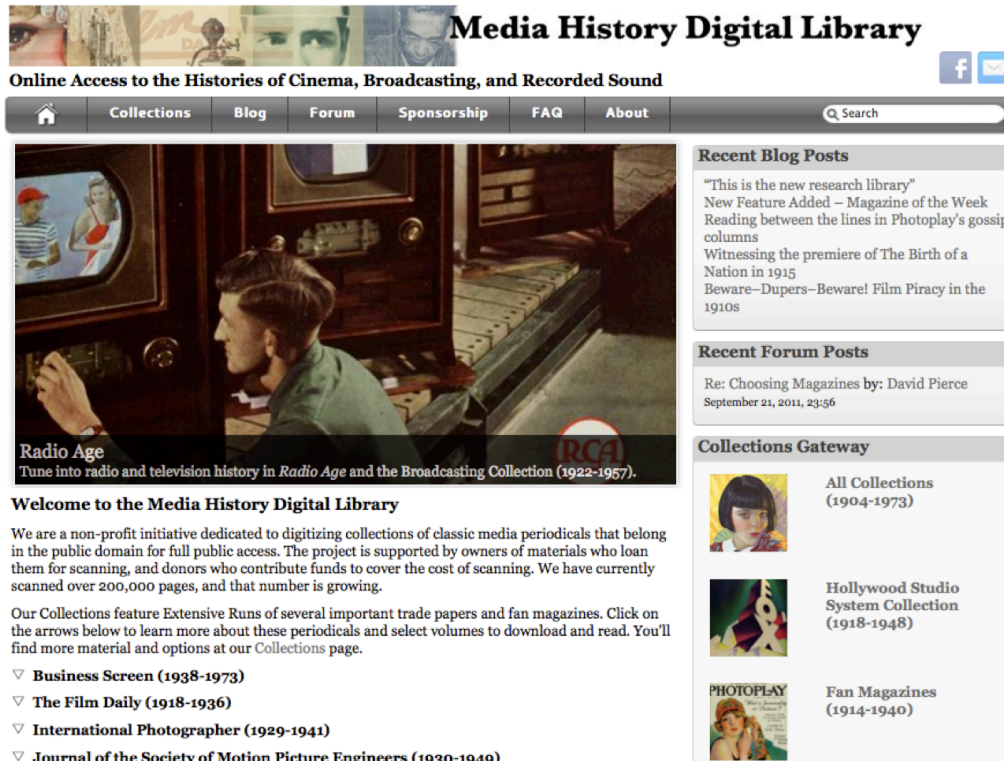 Media History Digital Library
Online Access to the Histories of Cinema, Broadcasting, and Recorded Sound
Collections Blog Forum Sponsorship FAQ About
Search
RCA
Radio Age
Tune into radio and television history in Radio Age and the Broadcasting Collection (1922-1957).
Welcome to the Media History Digital Library
We are a non-profit initiative dedicated to digitizing collections of classic media periodicals that belong
in the public domain for full public access. The project is supported by owners of materials who loan
them for scanning, and donors who contribute funds to cover the cost of scanning. We have currently
scanned over 200,000 pages, and that number is growing.
Our Collections feature Extensive Runs of several important trade papers and fan magazines. Click on
the arrows below to learn more about these periodicals and select volumes to download and read. You'll
find more material and options at our Collections page.
Business Screen (1938-1973)
The Film Daily (1918-1936)
International Photographer (1929-1941)
Journal of the Society of Motion Picture Engineers (1930-1949)
Recent Blog Posts
“This is the new research library”
New Feature Added – Magazine of the Week
Reading between the lines in Photoplay's gossip
columns
Witnessing the premiere of The Birth of a
Nation in 1915
Beware–Dupers–Beware! Film Piracy in the
1910s
Recent Forum Posts
Re: Choosing Magazines by: David Pierce
September 21, 2011, 23:56
Collections Gateway
All Collections
(1904-1973)
Hollywood Studio
System Collection
(1918-1948)
FOX
PHOTOPLAY
Fan Magazines
(1914-1940)